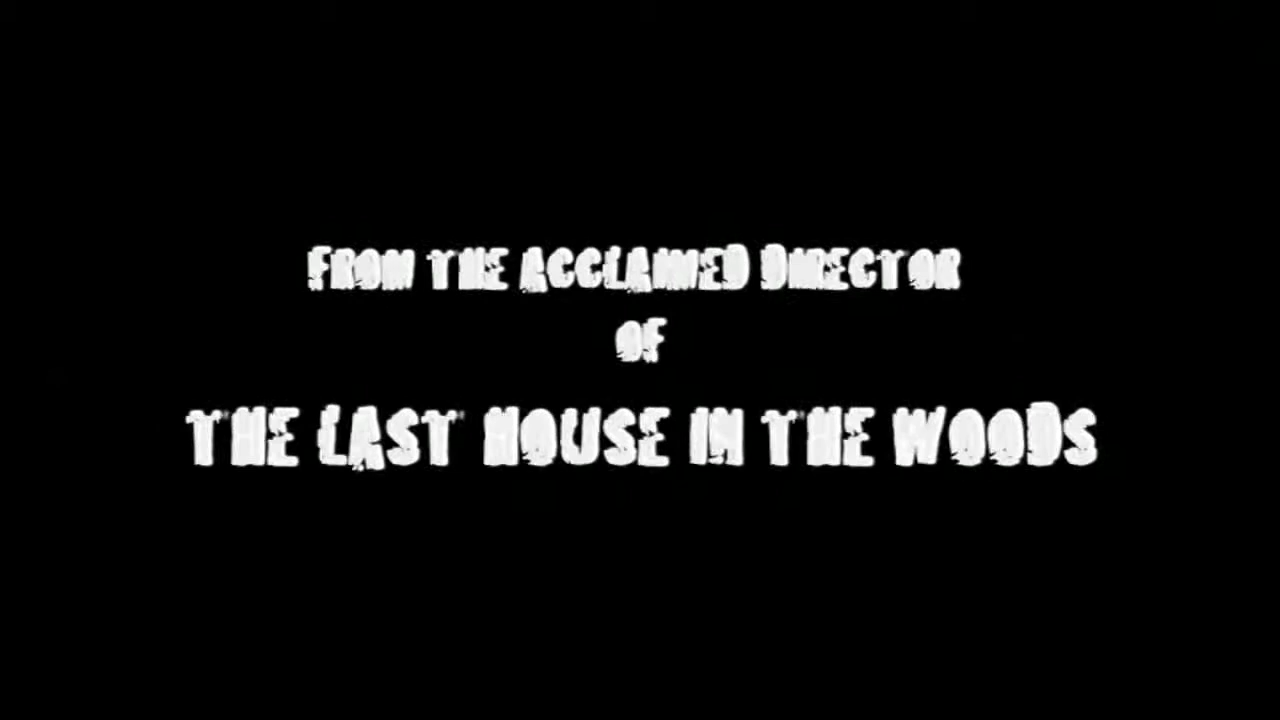 FROM THE ACCLAIMED DIRECTOR
OF
THE LAST HOUSE IN THE WOODS